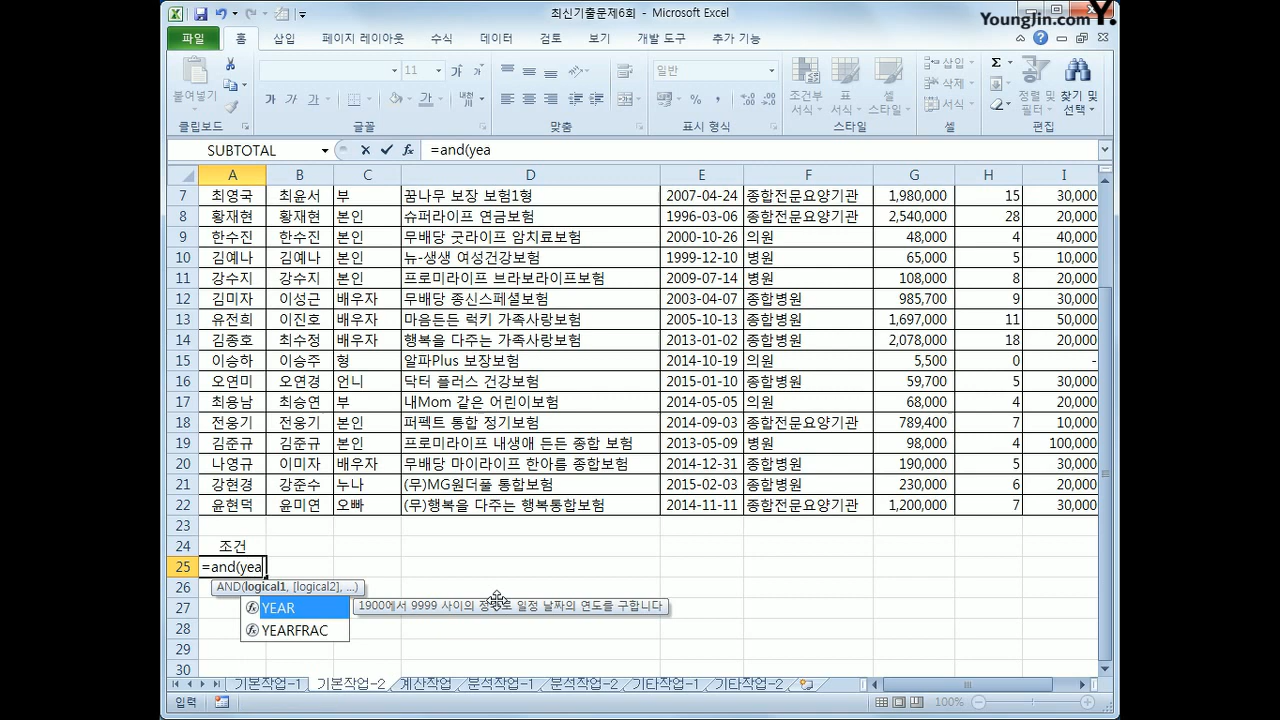 최신기출문제6회 - Microsoft Excel
YoungJin.com Y.
파일 홈 삽입 페이지 레이아웃 수식 데이터 검토 보기 개발 도구 추가 기능
붙여넣기 11 가 가 일반 조건부 서식 표 서식 셀 스타일 삽입 삭제 서식 정렬 및 필터 찾기 및 선택
클립보드 글꼴 맞춤 표시 형식 스타일 셀 편집
SUBTOTAL =and(yea
A B C D E F G H I
7 최영국 최윤서 부 꿈나무 보장 보험1형 2007-04-24 종합전문요양기관 1,980,000 15 30,000
8 황재현 황재현 본인 슈퍼라이프 연금보험 1996-03-06 종합전문요양기관 2,540,000 28 20,000
9 한수진 한수진 본인 무배당 굿라이프 암치료보험 2000-10-26 의원 48,000 4 40,000
10 김예나 김예나 본인 뉴-생생 여성건강보험 1999-12-10 병원 65,000 5 10,000
11 강수지 강수지 본인 프로미라이프 브라보라이프보험 2009-07-14 병원 108,000 8 20,000
12 김미자 이성근 배우자 무배당 종신스페셜보험 2003-04-07 종합병원 985,700 9 30,000
13 유전희 이진호 배우자 마음든든 럭키 가족사랑보험 2005-10-13 종합병원 1,697,000 11 50,000
14 김종호 최수정 배우자 행복을 다주는 가족사랑보험 2013-01-02 종합병원 2,078,000 18 20,000
15 이승하 이승주 형 알파Plus 보장보험 2014-10-19 의원 5,500 0 -
16 오연미 오연경 언니 닥터 플러스 건강보험 2015-01-10 종합병원 59,700 5 30,000
17 최용남 최승연 부 내Mom 같은 어린이보험 2014-05-05 의원 68,000 4 20,000
18 전웅기 전웅기 본인 퍼펙트 통합 정기보험 2014-09-03 종합전문요양기관 789,400 7 10,000
19 김준규 김준규 본인 프로미라이프 내생애 든든 종합 보험 2013-05-09 병원 98,000 4 100,000
20 나영규 이미자 배우자 무배당 마이라이프 한아름 종합보험 2014-12-31 종합병원 190,000 5 30,000
21 강현경 강준수 누나 (무)MG원더풀 통합보험 2015-02-03 종합병원 230,000 6 20,000
22 윤현덕 윤미연 오빠 (무)행복을 다주는 행복통합보험 2014-11-11 종합전문요양기관 1,200,000 7 30,000
23
24 조건
25 =and(yea
26 AND(logical1, [logical2], ...)
27 YEAR 1900에서 9999 사이의 정수로 일정 날짜의 연도를 구합니다
28 YEARFRAC
29
30
기본작업-1 기본작업-2 계산작업 분석작업-1 분석작업-2 기타작업-1 기타작업-2
입력 100%